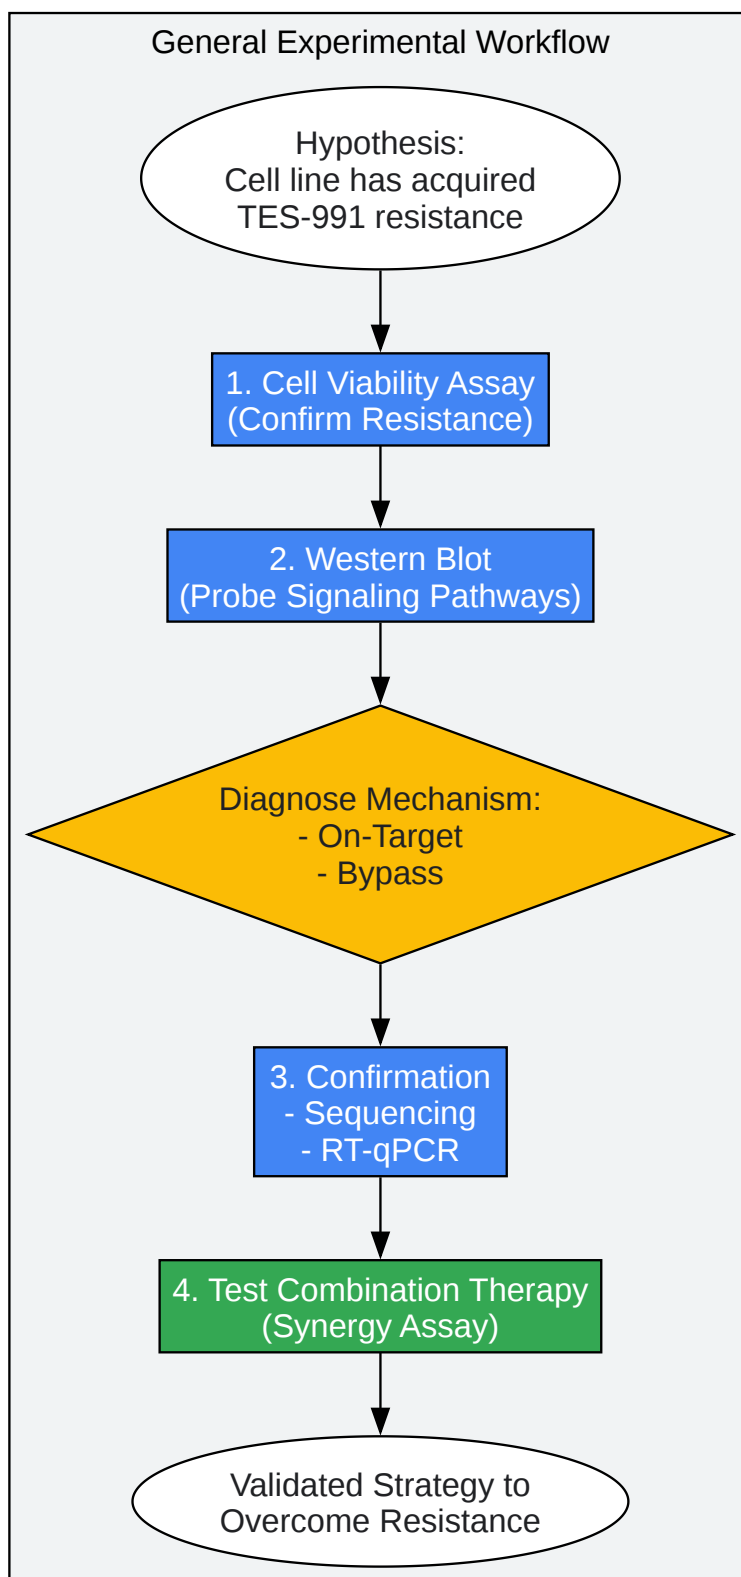 General Experimental Workflow
Hypothesis:
Cell line has acquired
TES-991 resistance
1. Cell Viability Assay
(Confirm Resistance)
2. Western Blot
(Probe Signaling Pathways)
Diagnose Mechanism:
- On-Target
- Bypass
3. Confirmation
- Sequencing
- RT-qPCR
4. Test Combination Therapy
(Synergy Assay)
Validated Strategy to
Overcome Resistance